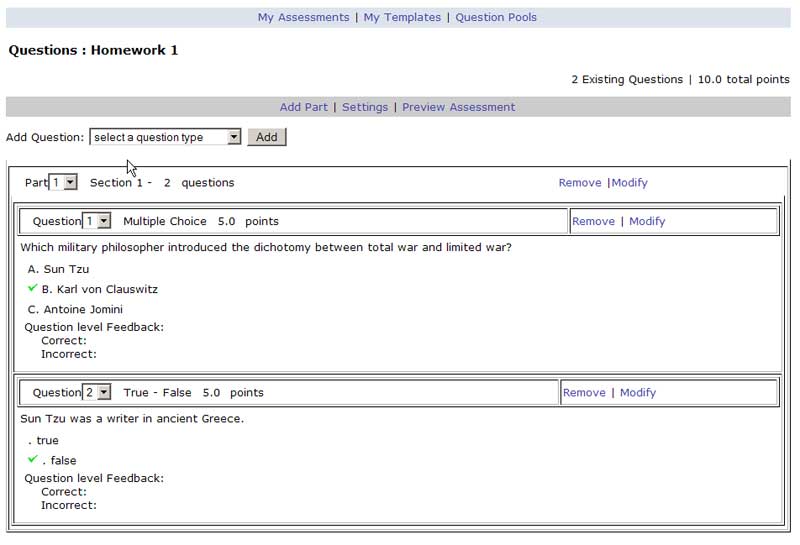 My Assessments | My Templates | Question Pools
Questions : Homework 1
2 Existing Questions | 10.0 total points
Add Part | Settings | Preview Assessment
Add Question: select a question type Add
Part 1 Section 1 - 2 questions Remove |Modify
Question 1 Multiple Choice 5.0 points Remove | Modify
Which military philosopher introduced the dichotomy between total war and limited war?
A. Sun Tzu
B. Karl von Clauswitz
C. Antoine Jomini
Question level Feedback:
Correct:
Incorrect:
Question 2 True - False 5.0 points Remove | Modify
Sun Tzu was a writer in ancient Greece.
. true
. false
Question level Feedback:
Correct:
Incorrect: